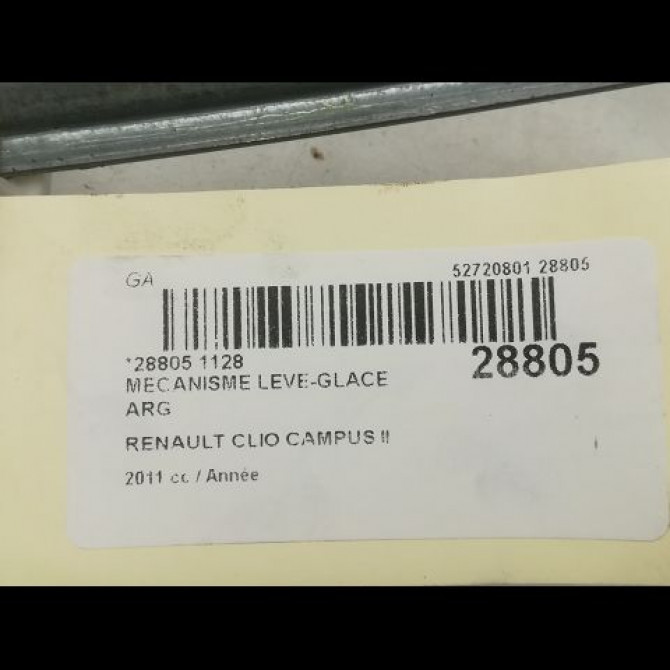 GA
52720801 28805
*28805 1128
28805
MECANISME LEVE-GLACE
ARG
RENAULT CLIO CAMPUS II
2011 cc / Année